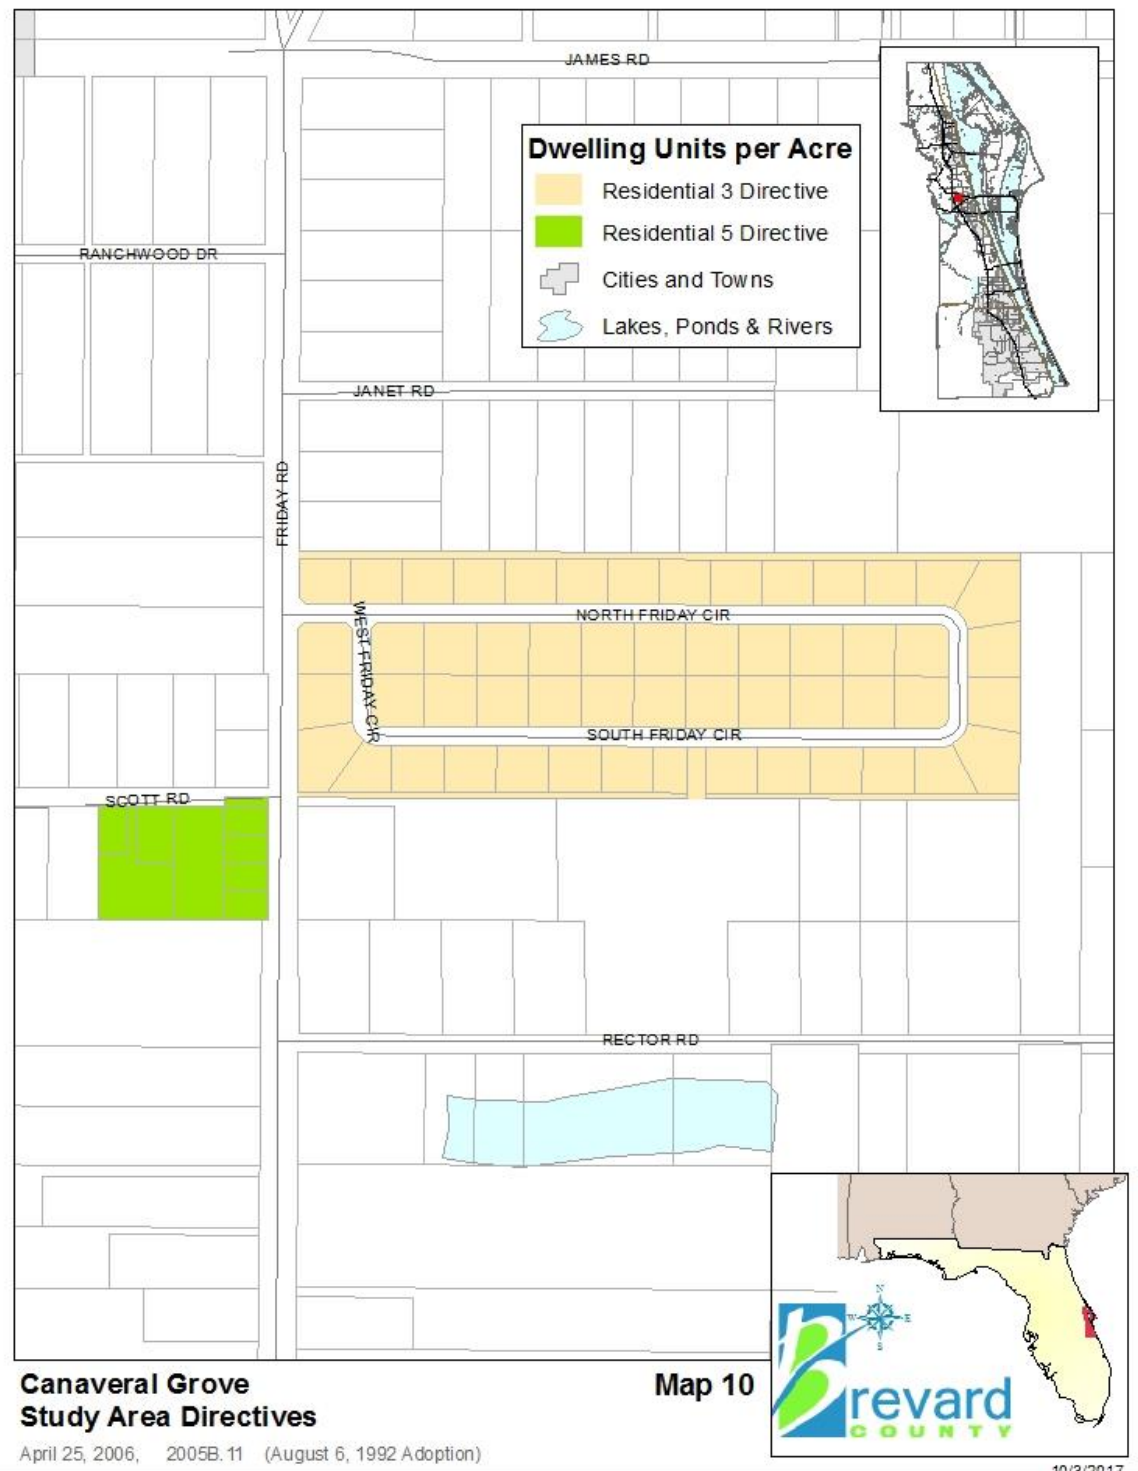 JAMES RD
Dwelling Units per Acre
Residential 3 Directive
Residential 5 Directive
Cities and Towns
Lakes, Ponds & Rivers
RANCHWOOD DR
JANET RD
FRIDAY RD
WEST FRIDAY CIR
NORTH FRIDAY CIR
SOUTH FRIDAY CIR
SCOTT RD
RECTOR RD
N
W E
S
Brevard
COUNTY
Canaveral Grove
Study Area Directives
Map 10
April 25, 2006, 2005B.11 (August 6, 1992 Adoption)